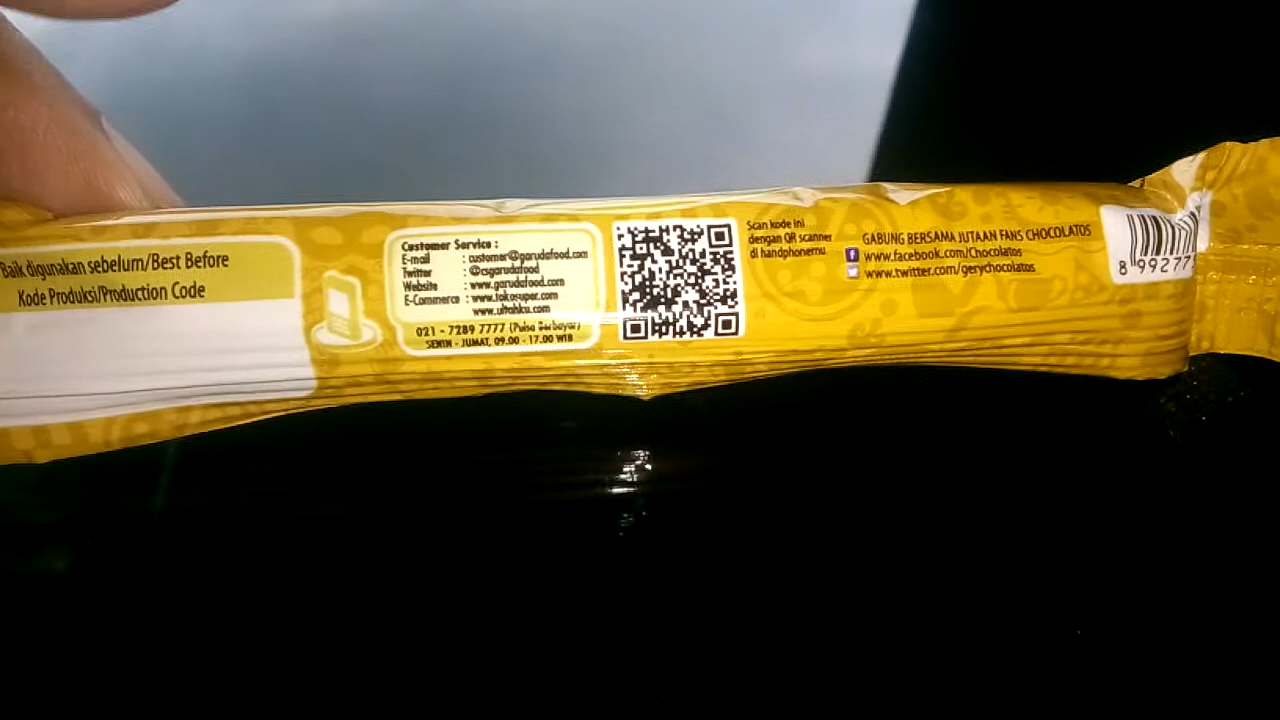 Baik digunakan sebelum/Best Before
Kode Produksi/Production Code
Customer Service :
E-mail : customer@garudafood.com
Twitter : @csgarudafood
Website : www.garudafood.com
E-Commerce : www.tokosuper.com
www.ultahku.com
021 - 7289 7777 (Pulsa Berbayar)
SENIN - JUMAT, 09.00 - 17.00 WIB
Scan kode ini
dengan QR scanner
di handphonemu
GABUNG BERSAMA JUTAAN FANS CHOCOLATOS
f www.facebook.com/Chocolatos
www.twitter.com/gerychocolatos
8 99277